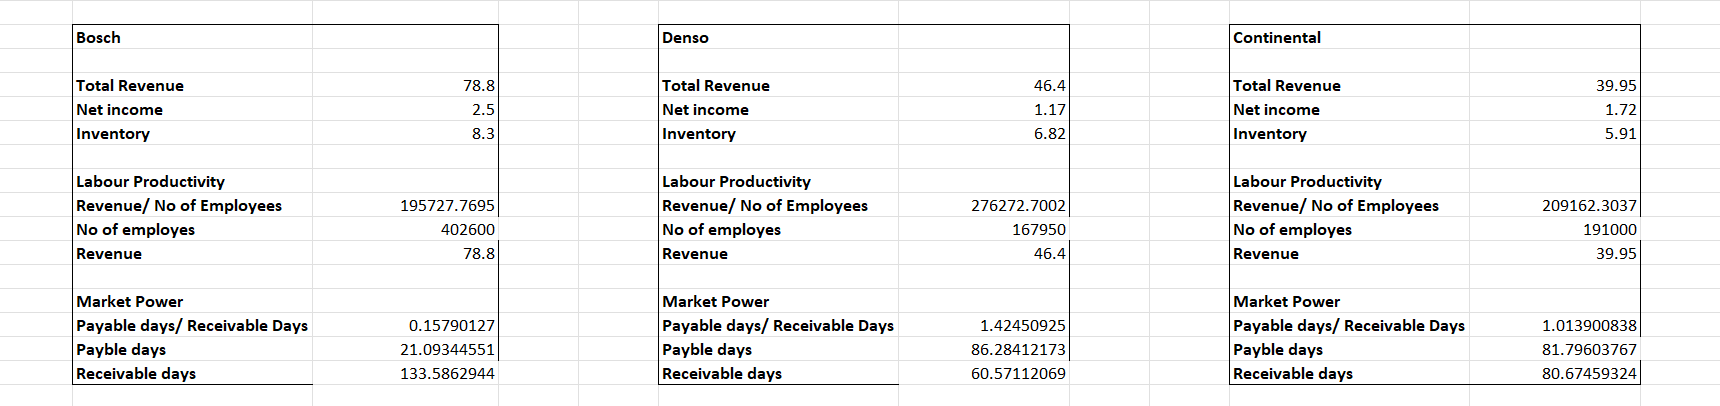 Bosch
Total Revenue 78.8
Net income 2.5
Inventory 8.3
Labour Productivity
Revenue/ No of Employees 195727.7695
No of employes 402600
Revenue 78.8
Market Power
Payable days/ Receivable Days 0.15790127
Payble days 21.09344551
Receivable days 133.5862944
Denso
Total Revenue 46.4
Net income 1.17
Inventory 6.82
Labour Productivity
Revenue/ No of Employees 276272.7002
No of employes 167950
Revenue 46.4
Market Power
Payable days/ Receivable Days 1.42450925
Payble days 86.28412173
Receivable days 60.57112069
Continental
Total Revenue 39.95
Net income 1.72
Inventory 5.91
Labour Productivity
Revenue/ No of Employees 209162.3037
No of employes 191000
Revenue 39.95
Market Power
Payable days/ Receivable Days 1.013900838
Payble days 81.79603767
Receivable days 80.67459324